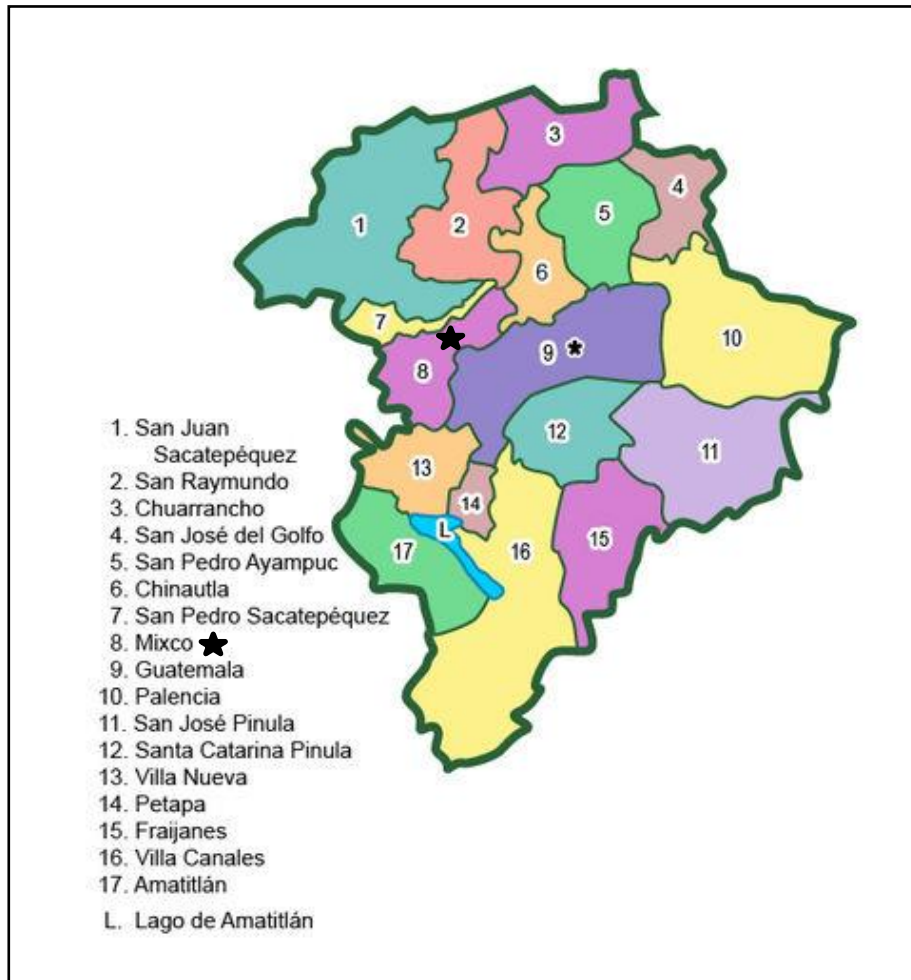 3
4
1
2
5
6
7
10
9
8
12
11
13
14
L
15
16
17
1. San Juan
Sacatepéquez
2. San Raymundo
3. Chuarrancho
4. San José del Golfo
5. San Pedro Ayampuc
6. Chinautla
7. San Pedro Sacatepéquez
8. Mixco
9. Guatemala
10. Palencia
11. San José Pinula
12. Santa Catarina Pinula
13. Villa Nueva
14. Petapa
15. Fraijanes
16. Villa Canales
17. Amatitlán
L. Lago de Amatitlán